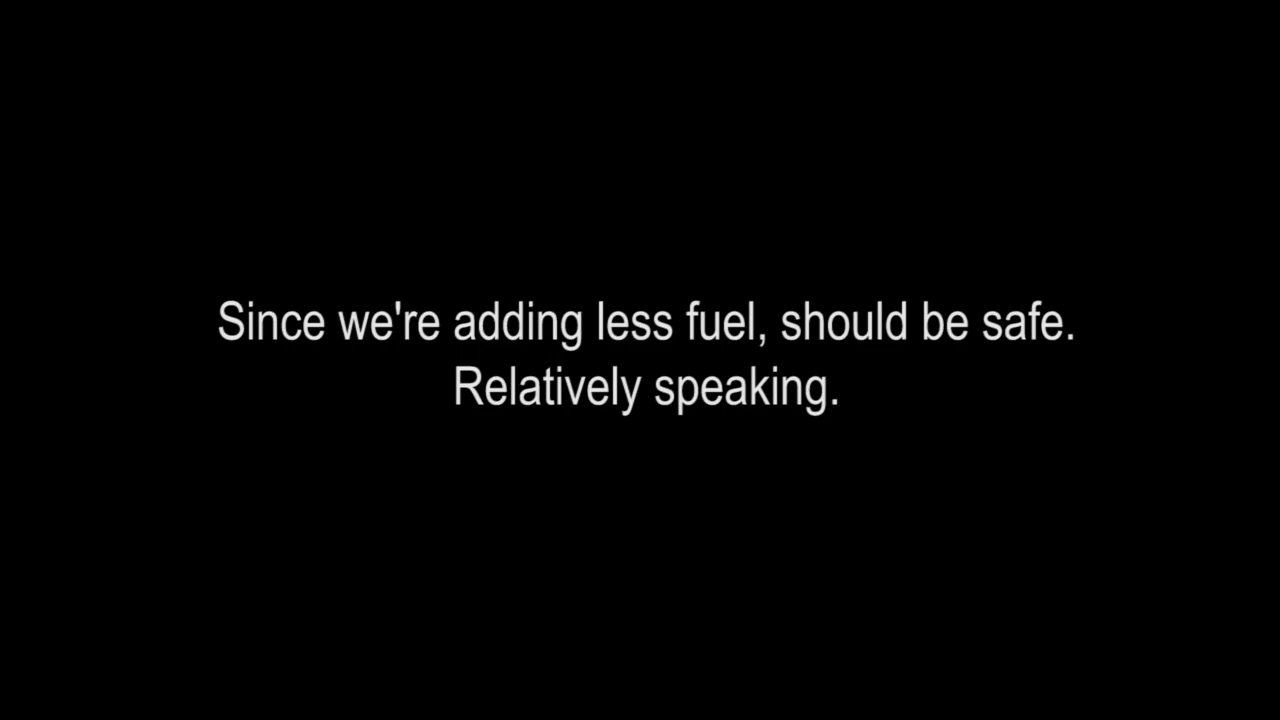 Since we're adding less fuel, should be safe.
Relatively speaking.